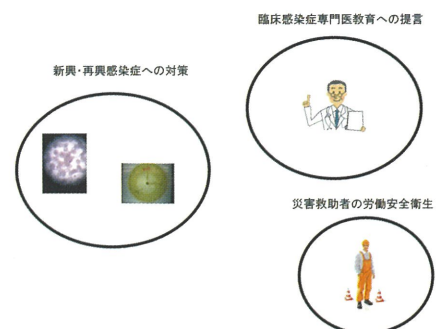 臨床感染症専門医教育への提言
新興・再興感染症への対策
災害救助者の労働安全衛生